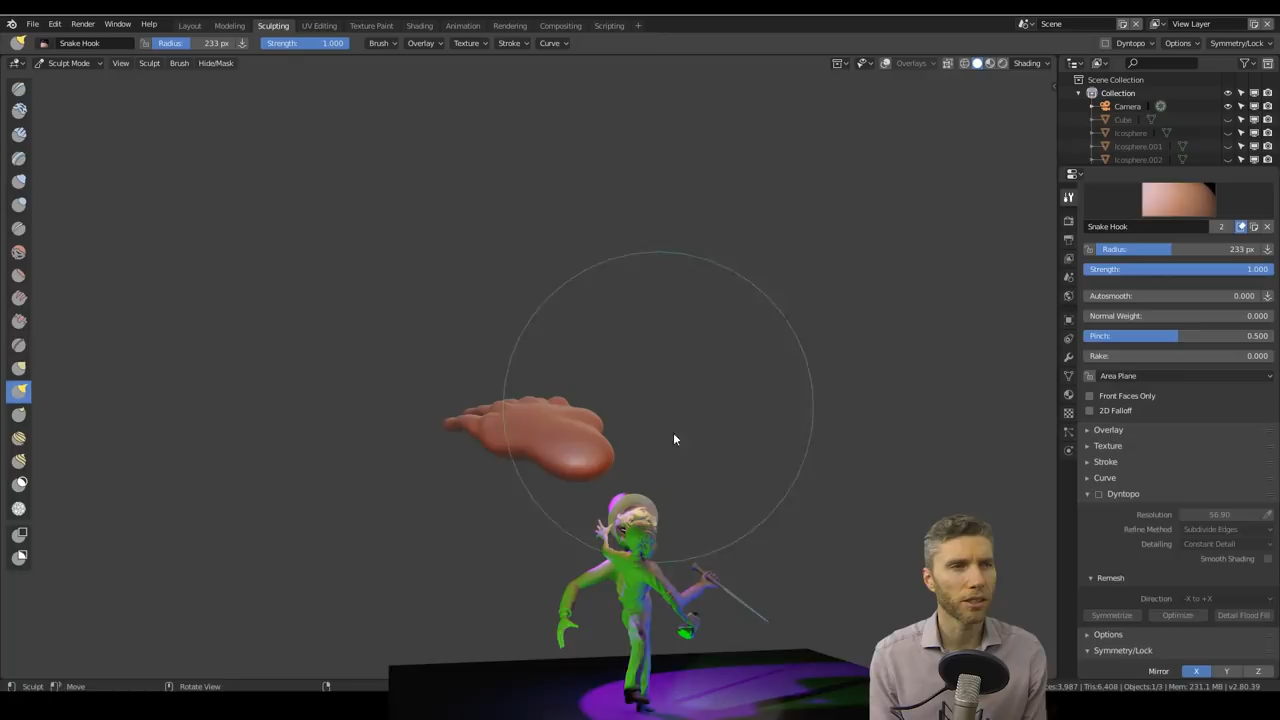 File Edit Render Window Help Layout Modeling Sculpting UV Editing Texture Paint Shading Animation Rendering Compositing Scripting + Scene View Layer
Snake Hook Radius: 233 px Strength: 1.000 Brush Overlay Texture Stroke Curve Dyntopo Options Symmetry/Lock
Sculpt Mode View Sculpt Brush Hide/Mask Overlays Shading
Scene Collection
Collection
Camera
Cube
Icosphere
Icosphere.001
Icosphere.002
Snake Hook 2
Radius: 233 px
Strength: 1.000
Autosmooth: 0.000
Normal Weight: 0.000
Pinch: 0.500
Rake: 0.000
Area Plane
Front Faces Only
2D Falloff
Overlay
Texture
Stroke
Curve
Dyntopo
Resolution 56.90
Refine Method Subdivide Edges
Detailing Constant Detail
Smooth Shading
Remesh
Direction -X to +X
Symmetrize Optimize Detail Flood Fill
Options
Symmetry/Lock
Mirror X Y Z
Sculpt Move Rotate View :3,987 | Tris:6,408 | Objects:1/3 | Mem: 231.1 MB | v2.80.39